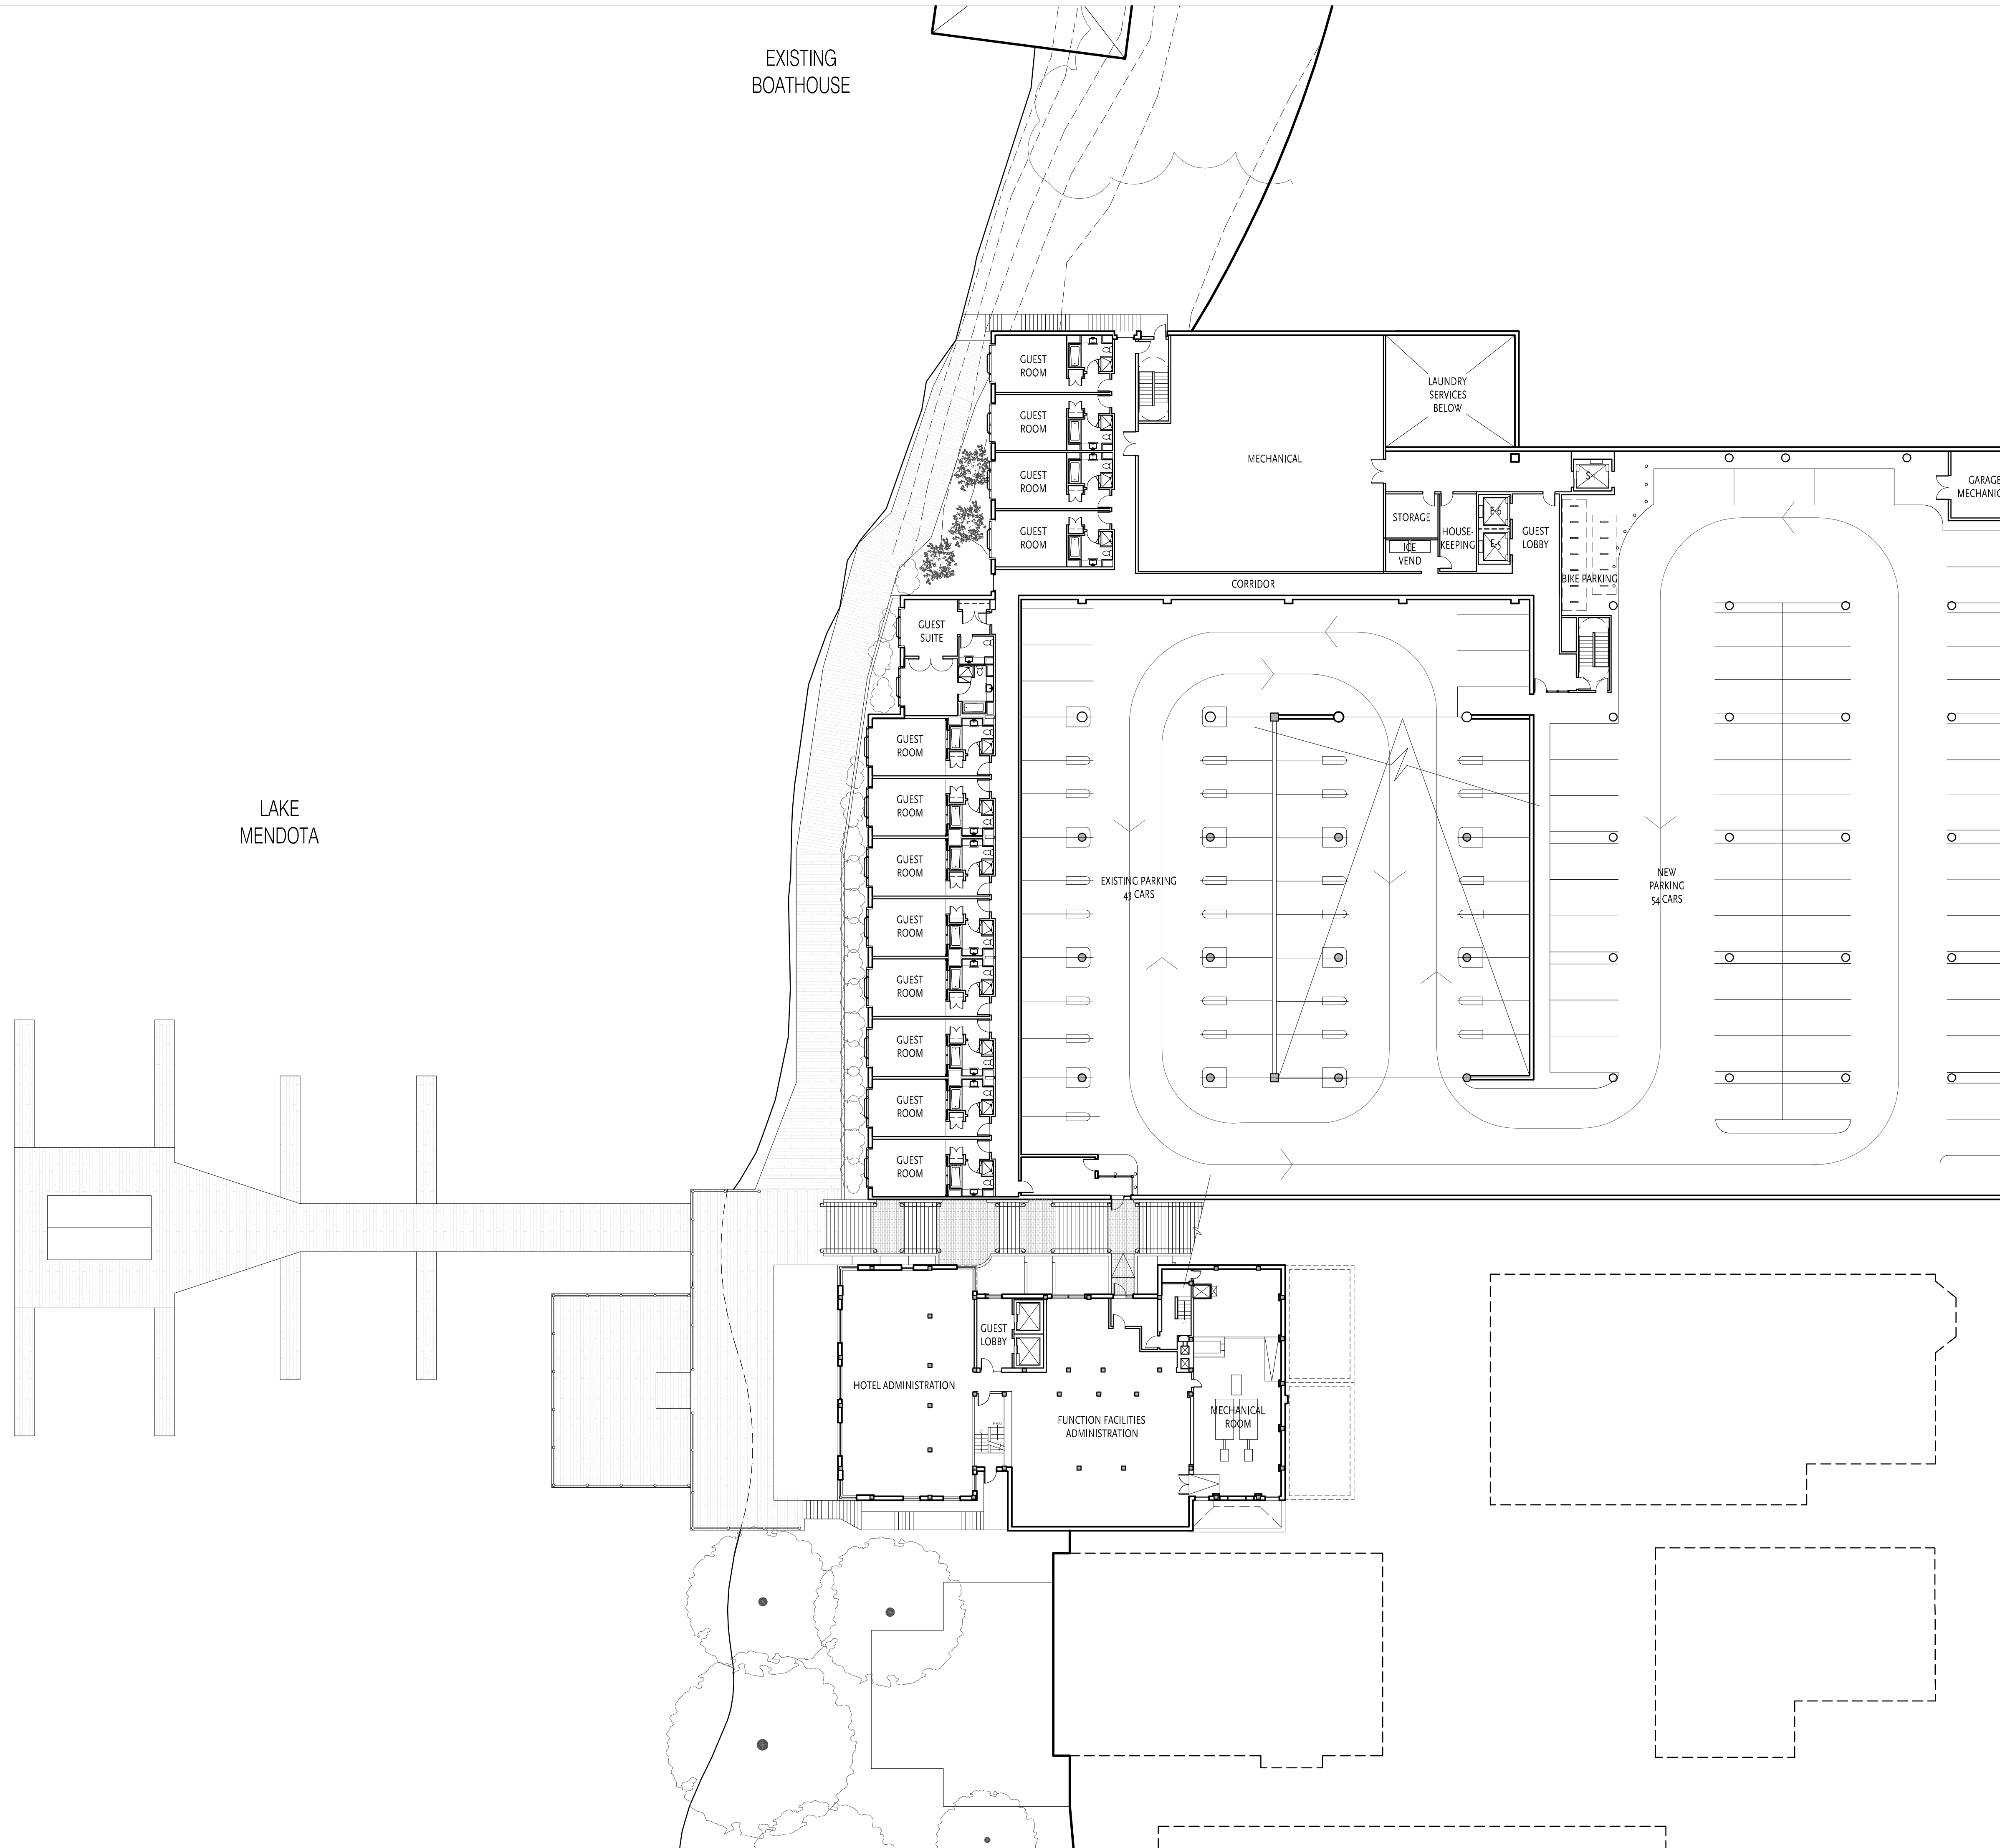 EXISTING
BOATHOUSE
GUEST
ROOM
GUEST
ROOM
GUEST
ROOM
GUEST
ROOM
MECHANICAL
LAUNDRY
SERVICES
BELOW
S-1
GARAGE
MECHANIC
STORAGE
ICE
VEND
HOUSE-
KEEPING
E-6
E-5
GUEST
LOBBY
BIKE PARKING
CORRIDOR
GUEST
SUITE
GUEST
ROOM
GUEST
ROOM
GUEST
ROOM
GUEST
ROOM
GUEST
ROOM
GUEST
ROOM
GUEST
ROOM
GUEST
ROOM
LAKE
MENDOTA
EXISTING PARKING
43 CARS
NEW
PARKING
54 CARS
GUEST
LOBBY
HOTEL ADMINISTRATION
FUNCTION FACILITIES
ADMINISTRATION
MECHANICAL
ROOM